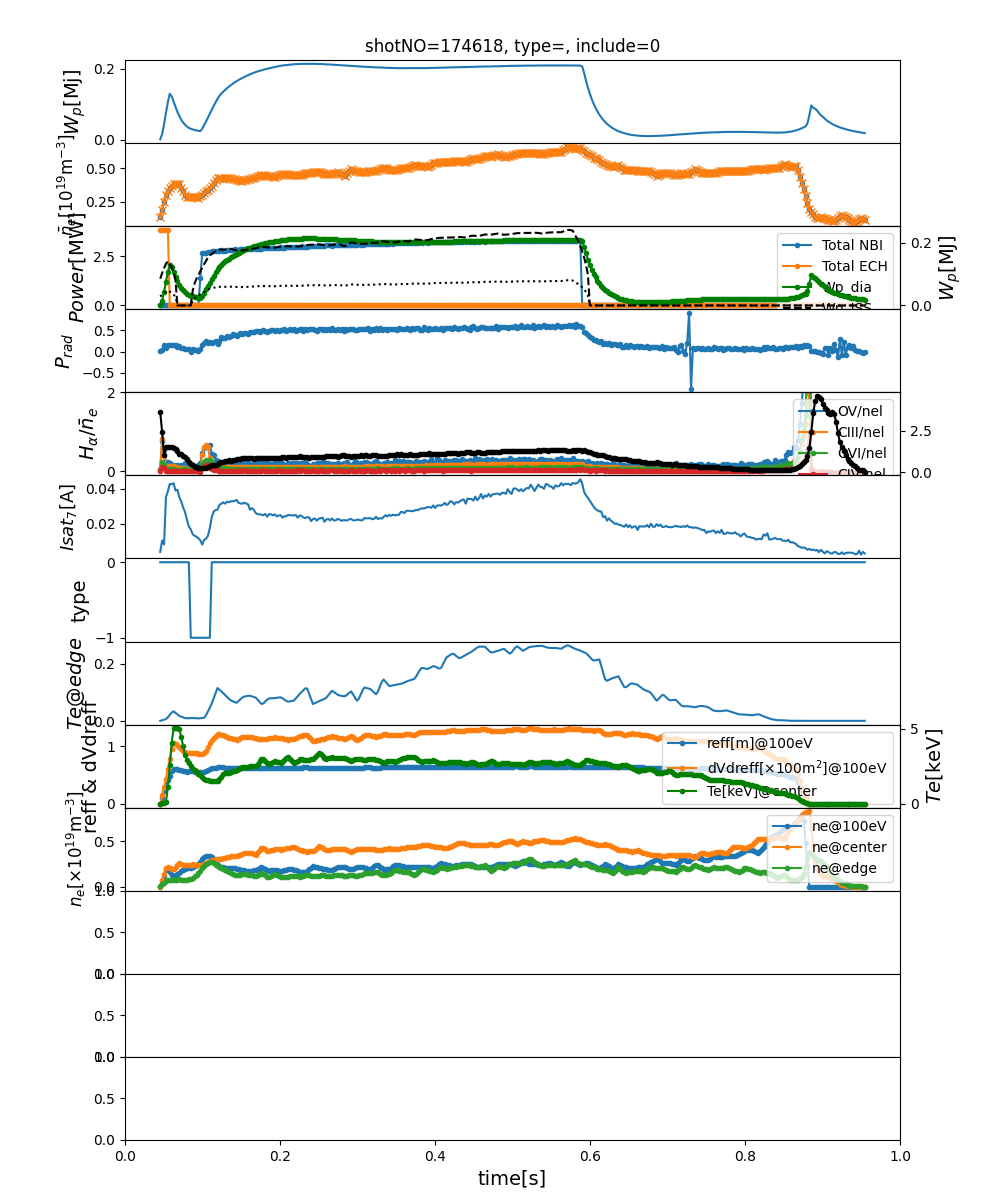 shotNO=174618, type=, include=0
W_p[Mj]
0.2
0.0
n̄_e[10^19 m^-3]
0.50
0.25
Power[MW]
2.5
0.0
Total NBI
Total ECH
Wp_dia
0.2
0.0
W_p[MJ]
P_rad
0.5
0.0
−0.5
H_α/n̄_e
2
0
OV/nel
CIII/nel
OVI/nel
CIV/nel
2.5
0.0
Isat_7[A]
0.04
0.02
type
0
−1
Te@edge
0.2
0.0
reff & dVdreff
1
0
reff[m]@100eV
dVdreff[×100m^2]@100eV
Te[keV]@center
5
0
Te[keV]
n_e[×10^19 m^-3]
0.5
0.0
ne@100eV
ne@center
ne@edge
1.0
0.5
0.0
1.0
0.5
0.0
1.0
0.5
0.0
0.0 0.2 0.4 0.6 0.8 1.0
time[s]